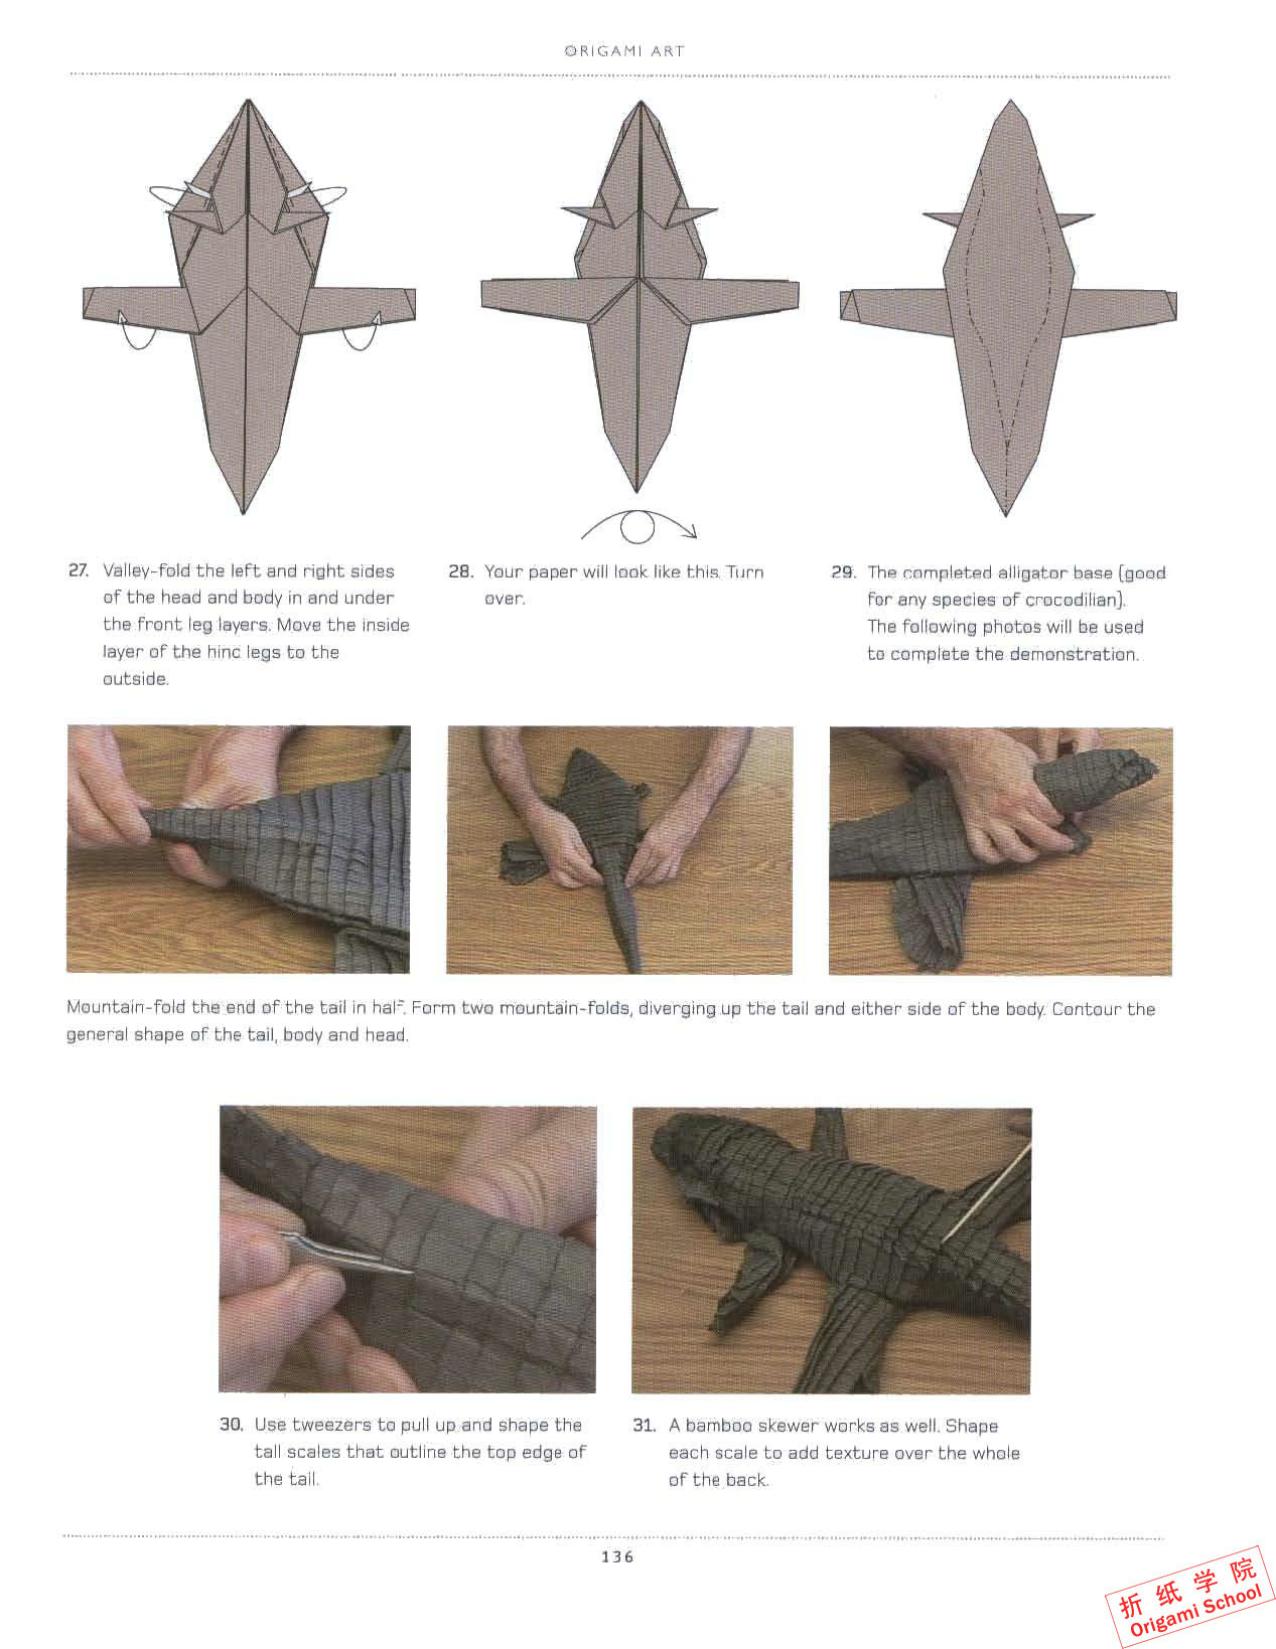 ORIGAMI ART
27. Valley-fold the left and right sides
of the head and body in and under
the front leg layers. Move the inside
layer of the hinc legs to the
outside.
28. Your paper will look like this. Turn
over.
29. The completed alligator base (good
for any species of crocodilian).
The following photos will be used
to complete the demonstration.
Mountain-fold the end of the tail in half. Form two mountain-folds, diverging up the tail and either side of the body. Contour the
general shape of the tail, body and head.
30. Use tweezers to pull up and shape the
tall scales that outline the top edge of
the tail.
31. A bamboo skewer works as well. Shape
each scale to add texture over the whole
of the back.
136
折纸学院
Origami School